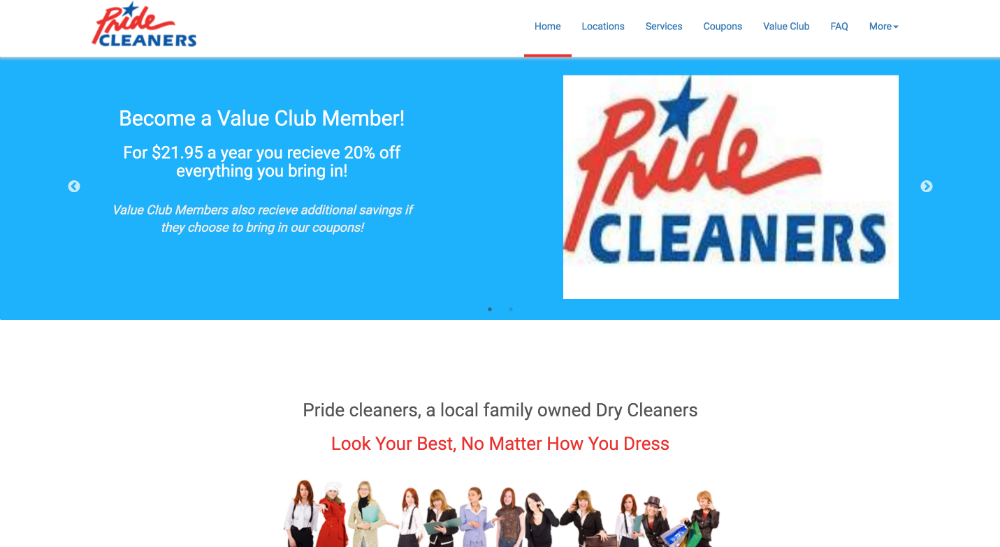 Pride
CLEANERS
Home
Locations
Services
Coupons
Value Club
FAQ
More
Become a Value Club Member!
For $21.95 a year you recieve 20% off
everything you bring in!
Value Club Members also recieve additional savings if
they choose to bring in our coupons!
Pride
CLEANERS
Pride cleaners, a local family owned Dry Cleaners
Look Your Best, No Matter How You Dress